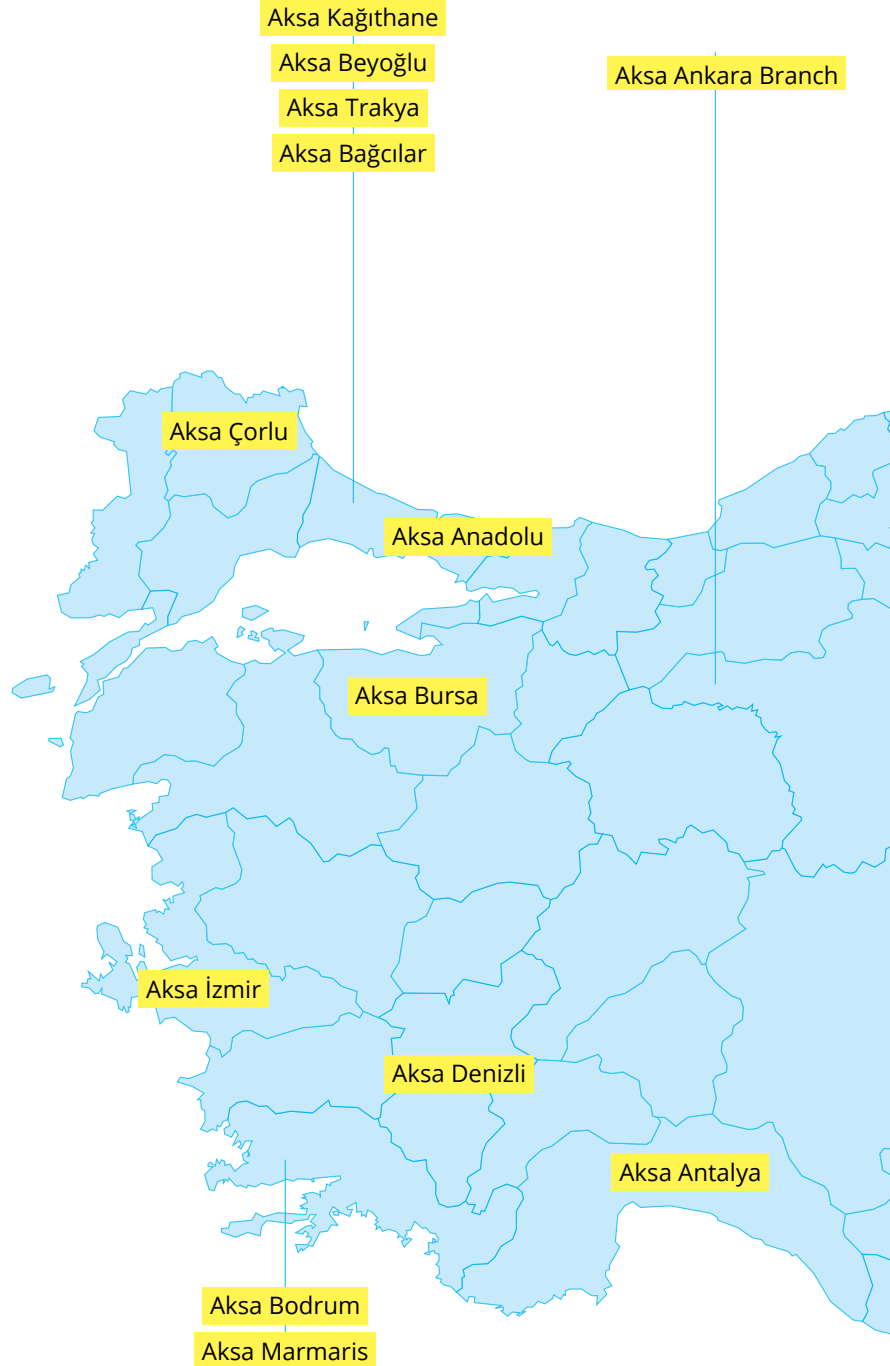 Aksa Kağıthane
Aksa Beyoğlu
Aksa Ankara Branch
Aksa Trakya
Aksa Bağcılar
Aksa Çorlu
Aksa Anadolu
Aksa Bursa
Aksa İzmir
Aksa Denizli
Aksa Antalya
Aksa Bodrum
Aksa Marmaris